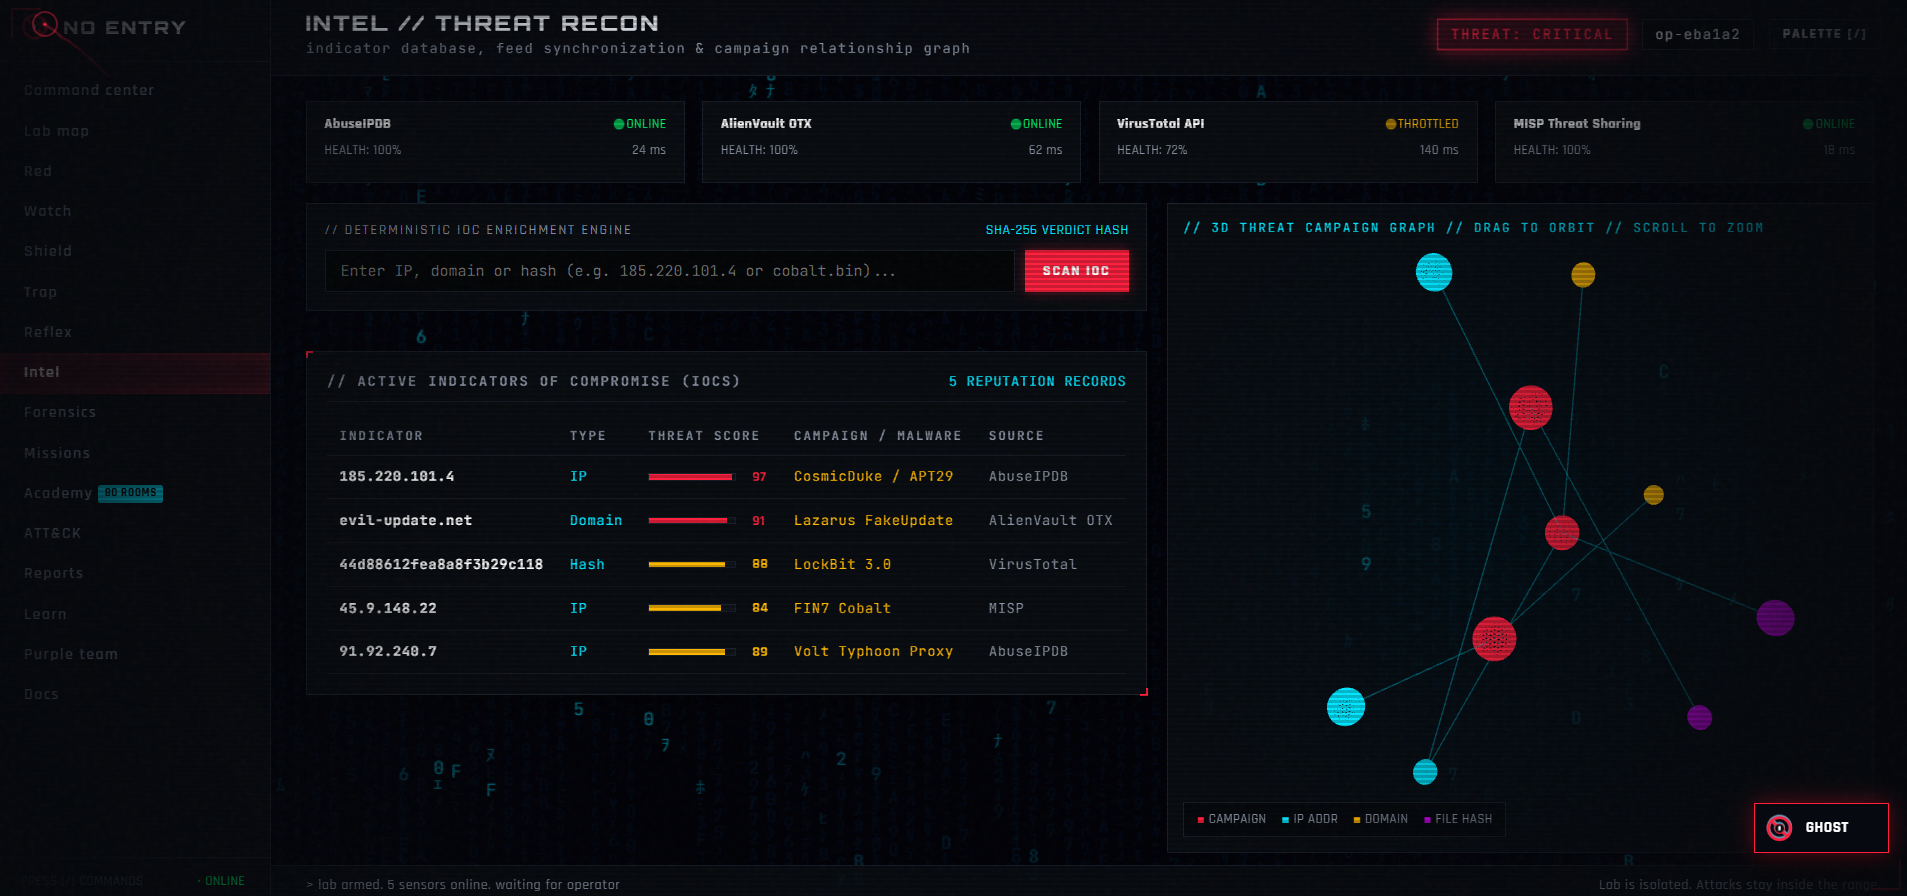 NO ENTRY
INTEL // THREAT RECON
indicator database, feed synchronization & campaign relationship graph
THREAT: CRITICAL
op-eba1a2
PALETTE [/]
Command center
Lab map
Red
Watch
Shield
Trap
Reflex
Intel
Forensics
Missions
Academy 80 ROOMS
ATT&CK
Reports
Learn
Purple team
Docs
COMMANDS
ONLINE
AbuseIPDB ONLINE
HEALTH: 100% 24 ms
AlienVault OTX ONLINE
HEALTH: 100% 62 ms
VirusTotal API THROTTLED
HEALTH: 72% 140 ms
MISP Threat Sharing ONLINE
HEALTH: 100% 18 ms
// DETERMINISTIC IOC ENRICHMENT ENGINE SHA-256 VERDICT HASH
Enter IP, domain or hash (e.g. 185.220.101.4 or cobalt.bin)...
SCAN IOC
// ACTIVE INDICATORS OF COMPROMISE (IOCS) 5 REPUTATION RECORDS
INDICATOR TYPE THREAT SCORE CAMPAIGN / MALWARE SOURCE
185.220.101.4 IP 97 CosmicDuke / APT29 AbuseIPDB
evil-update.net Domain 91 Lazarus FakeUpdate AlienVault OTX
44d88612fea8a8f3b29c118 Hash 88 LockBit 3.0 VirusTotal
45.9.148.22 IP 84 FIN7 Cobalt MISP
91.92.240.7 IP 89 Volt Typhoon Proxy AbuseIPDB
// 3D THREAT CAMPAIGN GRAPH // DRAG TO ORBIT // SCROLL TO ZOOM
CAMPAIGN IP ADDR DOMAIN FILE HASH
GHOST
> lab armed. 5 sensors online. waiting for operator
Lab is isolated. Attacks stay inside the range.